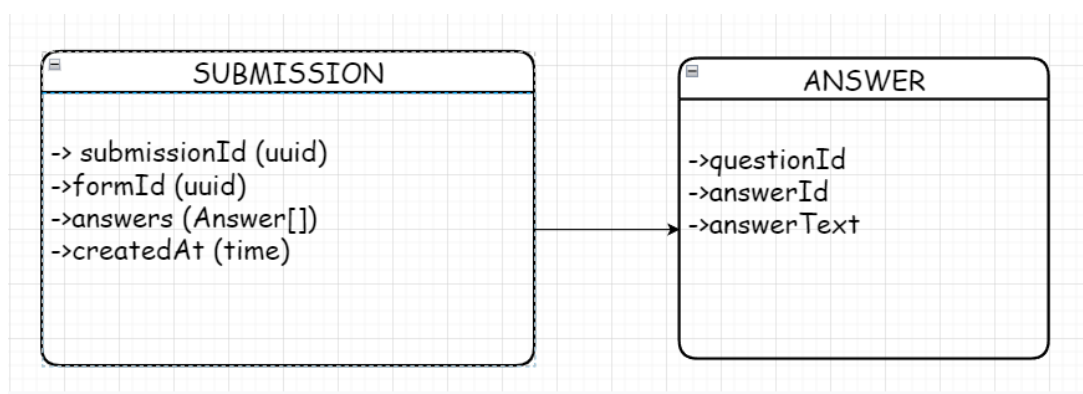 SUBMISSION
-> submissionId (uuid)
->formId (uuid)
->answers (Answer[])
->createdAt (time)
ANSWER
->questionId
->answerId
->answerText